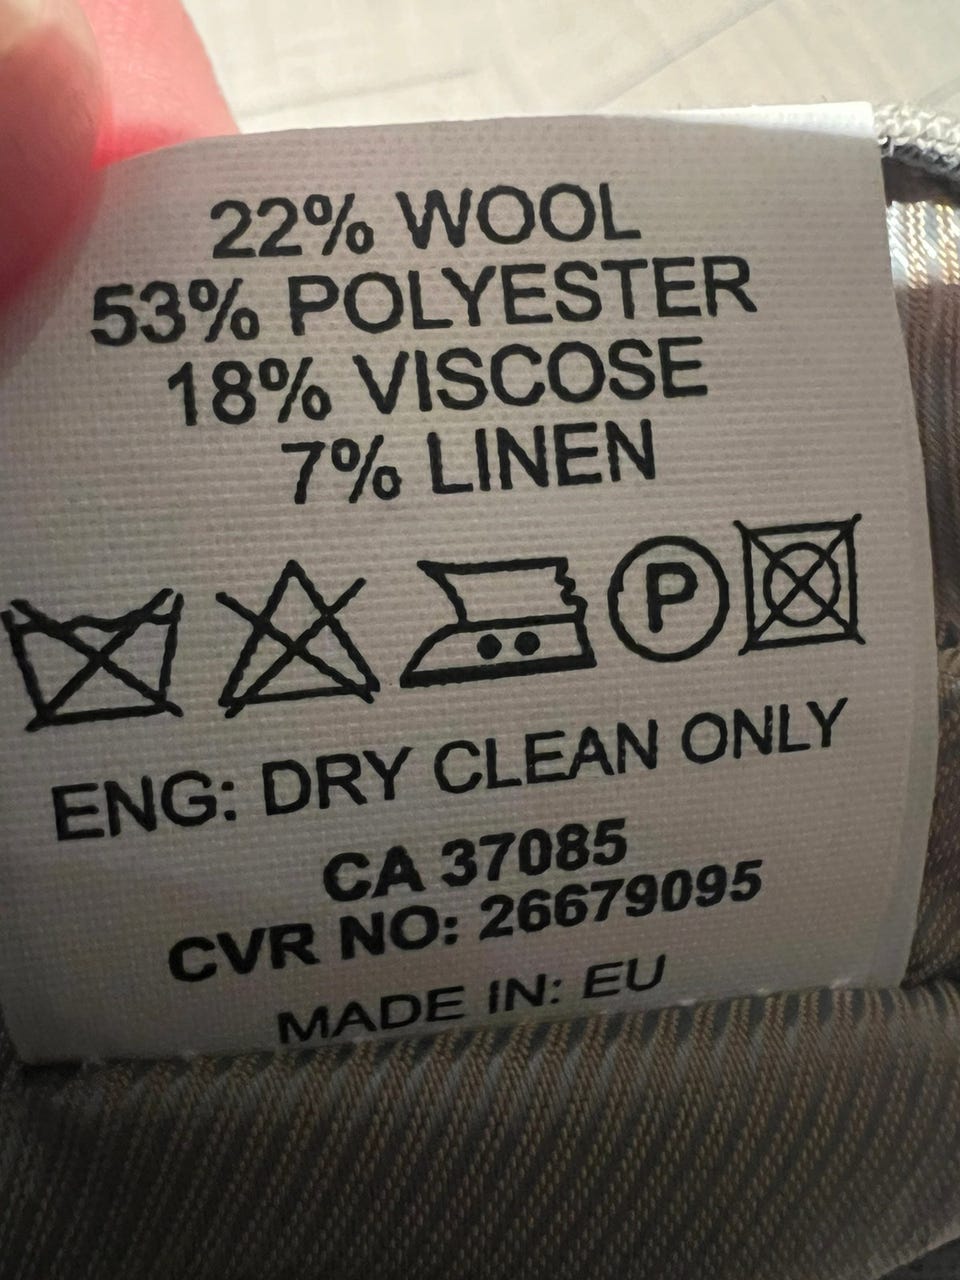 22% WOOL
53% POLYESTER
18% VISCOSE
7% LINEN
P
ENG: DRY CLEAN ONLY
CA 37085
CVR NO: 26679095
MADE IN: EU